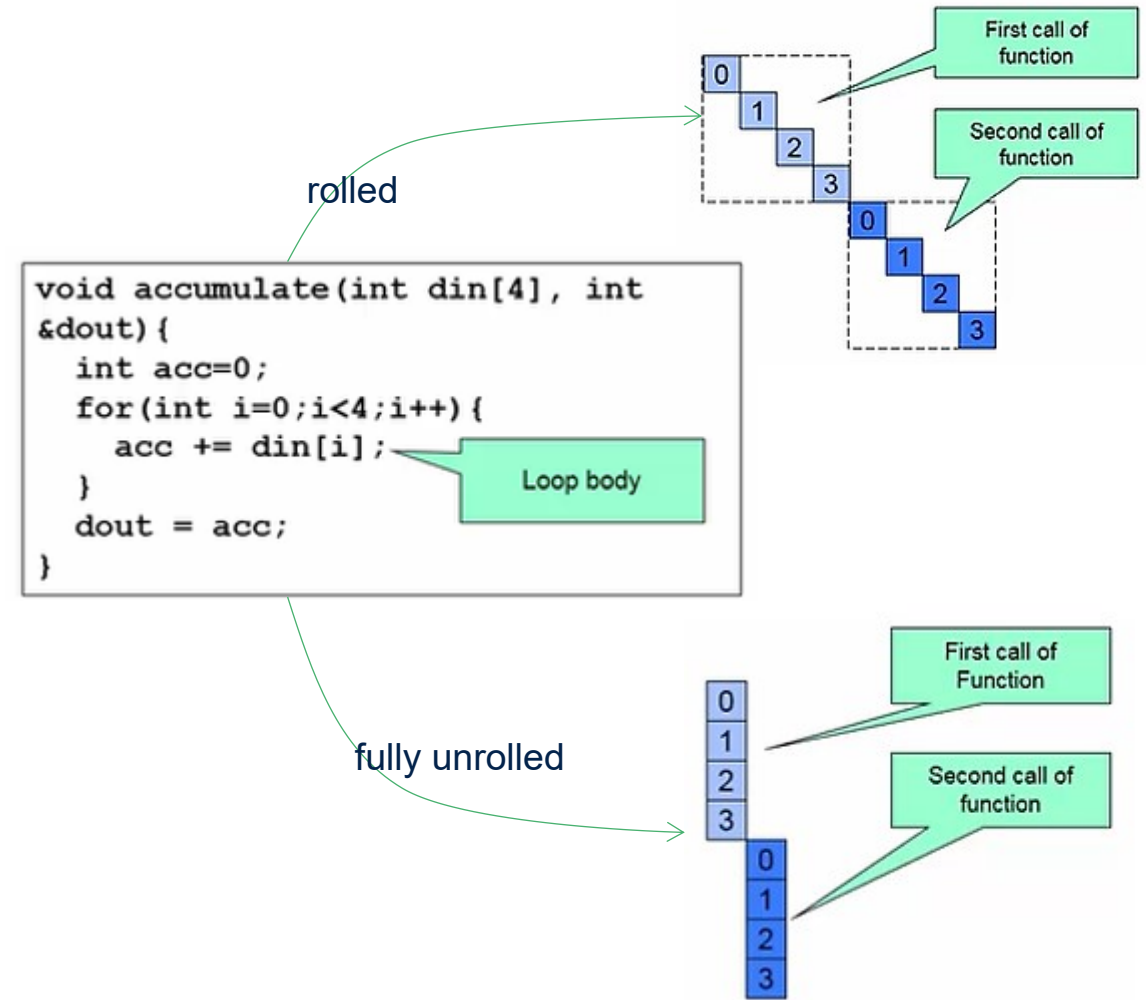 First call of
function
0
1
2
3
Second call of
function
0
1
2
3
rolled
void accumulate(int din[4], int
&dout){
int acc=0;
for(int i=0;i<4;i++){
acc += din[i];
Loop body
}
dout = acc;
}
fully unrolled
First call of
Function
0
1
2
3
Second call of
function
0
1
2
3